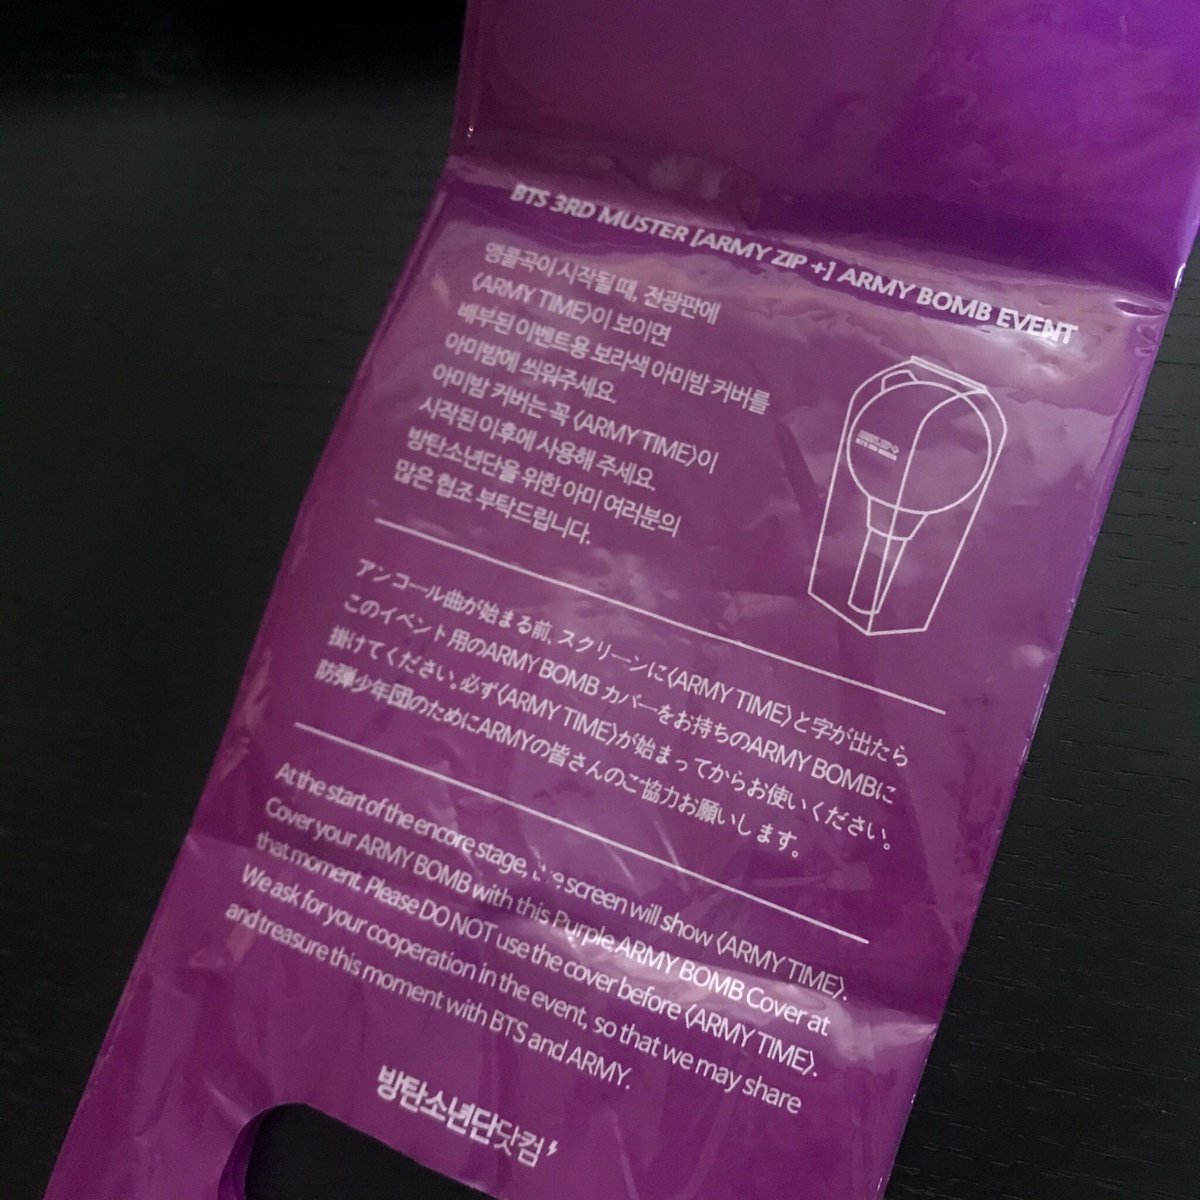 BTS 3RD MUSTER [ARMY ZIP +] ARMY BOMB EVENT
앵콜곡이 시작될 때, 전광판에
〈ARMY TIME〉이 보이면
배부된 이벤트용 보라색 아미밤 커버를
아미밤에 씌워주세요.
아미밤 커버는 꼭 〈ARMY TIME〉이
시작된 이후에 사용해 주세요.
방탄소년단을 위한 아미 여러분의
많은 협조 부탁드립니다.
アンコール曲が始まる前、スクリーンに〈ARMY TIME〉と字が出たら
このイベント用のARMY BOMB カバーをお持ちのARMY BOMBに
掛けてください。必ず〈ARMY TIME〉が始まってからお使いください。
防弾少年団のためにARMYの皆さんのご協力お願いします。
At the start of the encore stage, the screen will show 〈ARMY TIME〉.
Cover your ARMY BOMB with this Purple ARMY BOMB Cover at
that moment. Please DO NOT use the cover before 〈ARMY TIME〉.
We ask for your cooperation in the event, so that we may share
and treasure this moment with BTS and ARMY.
방탄소년단닷컴